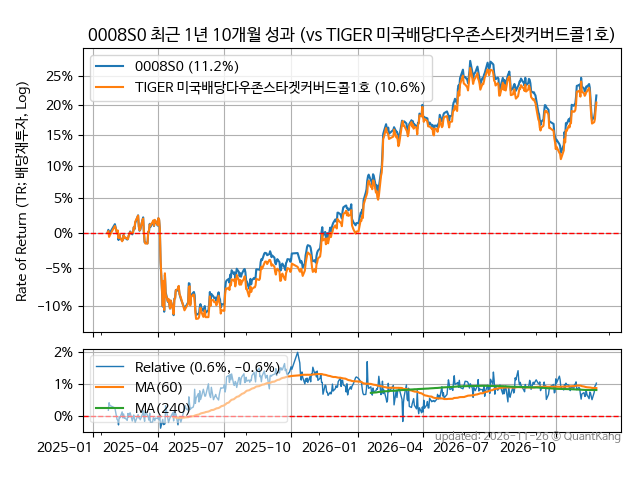 0008S0 최근 1년 10개월 성과 (vs TIGER 미국배당다우존스타겟커버드콜1호)
Rate of Return (TR: 배당재투자, Log)
25%
20%
15%
10%
5%
0%
−5%
−10%
0008S0 (11.2%)
TIGER 미국배당다우존스타겟커버드콜1호 (10.6%)
2%
1%
0%
Relative (0.6%, −0.6%)
MA(60)
MA(240)
2025-01 2025-04 2025-07 2025-10 2026-01 2026-04 2026-07 2026-10
updated: 2026-11-26 © QuantKang